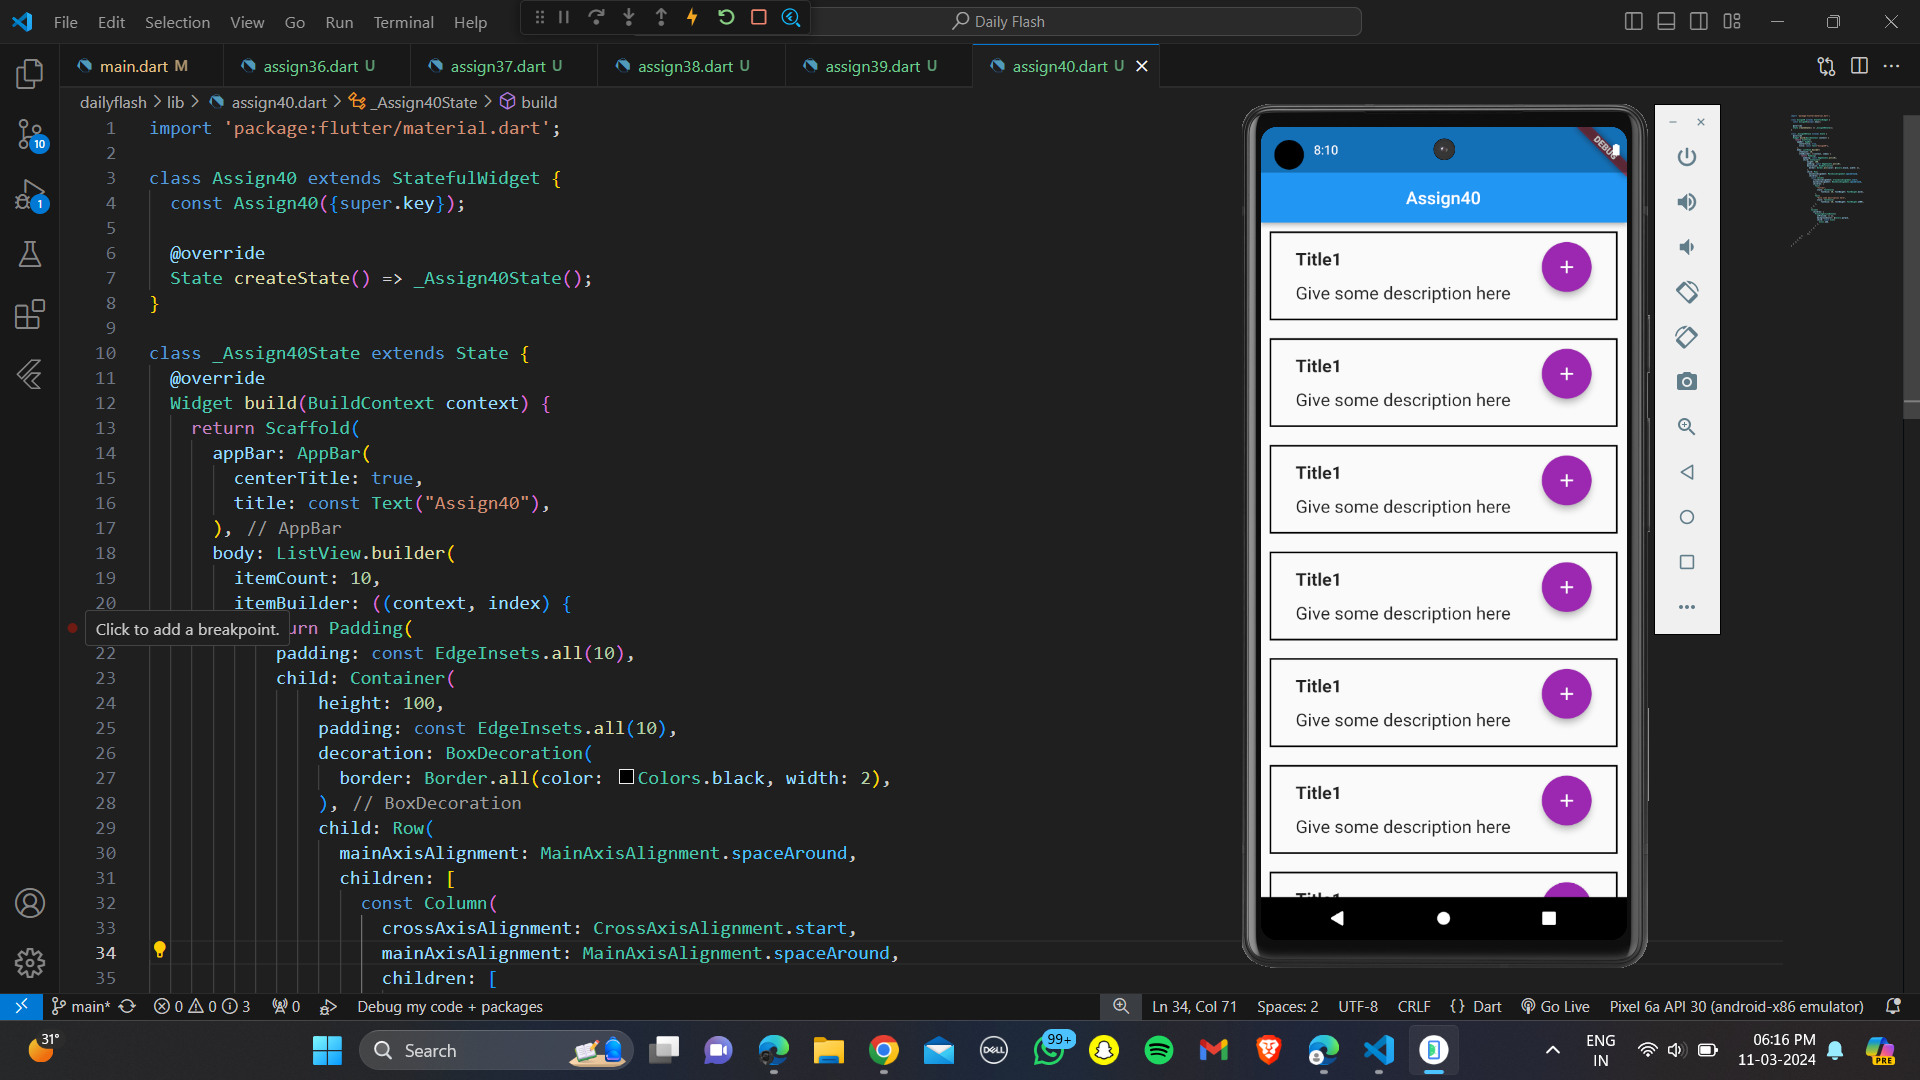 File Edit Selection View Go Run Terminal Help
Daily Flash
main.dart M
assign36.dart U
assign37.dart U
assign38.dart U
assign39.dart U
assign40.dart U
dailyflash > lib > assign40.dart > _Assign40State > build
1 import 'package:flutter/material.dart';
2
3 class Assign40 extends StatefulWidget {
4 const Assign40({super.key});
5
6 @override
7 State createState() => _Assign40State();
8 }
9
10 class _Assign40State extends State {
11 @override
12 Widget build(BuildContext context) {
13 return Scaffold(
14 appBar: AppBar(
15 centerTitle: true,
16 title: const Text("Assign40"),
17 ), // AppBar
18 body: ListView.builder(
19 itemCount: 10,
20 itemBuilder: ((context, index) {
Click to add a breakpoint.
urn Padding(
22 padding: const EdgeInsets.all(10),
23 child: Container(
24 height: 100,
25 padding: const EdgeInsets.all(10),
26 decoration: BoxDecoration(
27 border: Border.all(color: Colors.black, width: 2),
28 ), // BoxDecoration
29 child: Row(
30 mainAxisAlignment: MainAxisAlignment.spaceAround,
31 children: [
32 const Column(
33 crossAxisAlignment: CrossAxisAlignment.start,
34 mainAxisAlignment: MainAxisAlignment.spaceAround,
35 children: [
8:10
DEBUG
Assign40
Title1
Give some description here
Title1
Give some description here
Title1
Give some description here
Title1
Give some description here
Title1
Give some description here
Title1
Give some description here
Title1
10
1
main* 0 0 3 0 Debug my code + packages
Ln 34, Col 71 Spaces: 2 UTF-8 CRLF {} Dart Go Live Pixel 6a API 30 (android-x86 emulator)
31°
Search
DELL
99+
ENG
IN
06:16 PM
11-03-2024
PRE